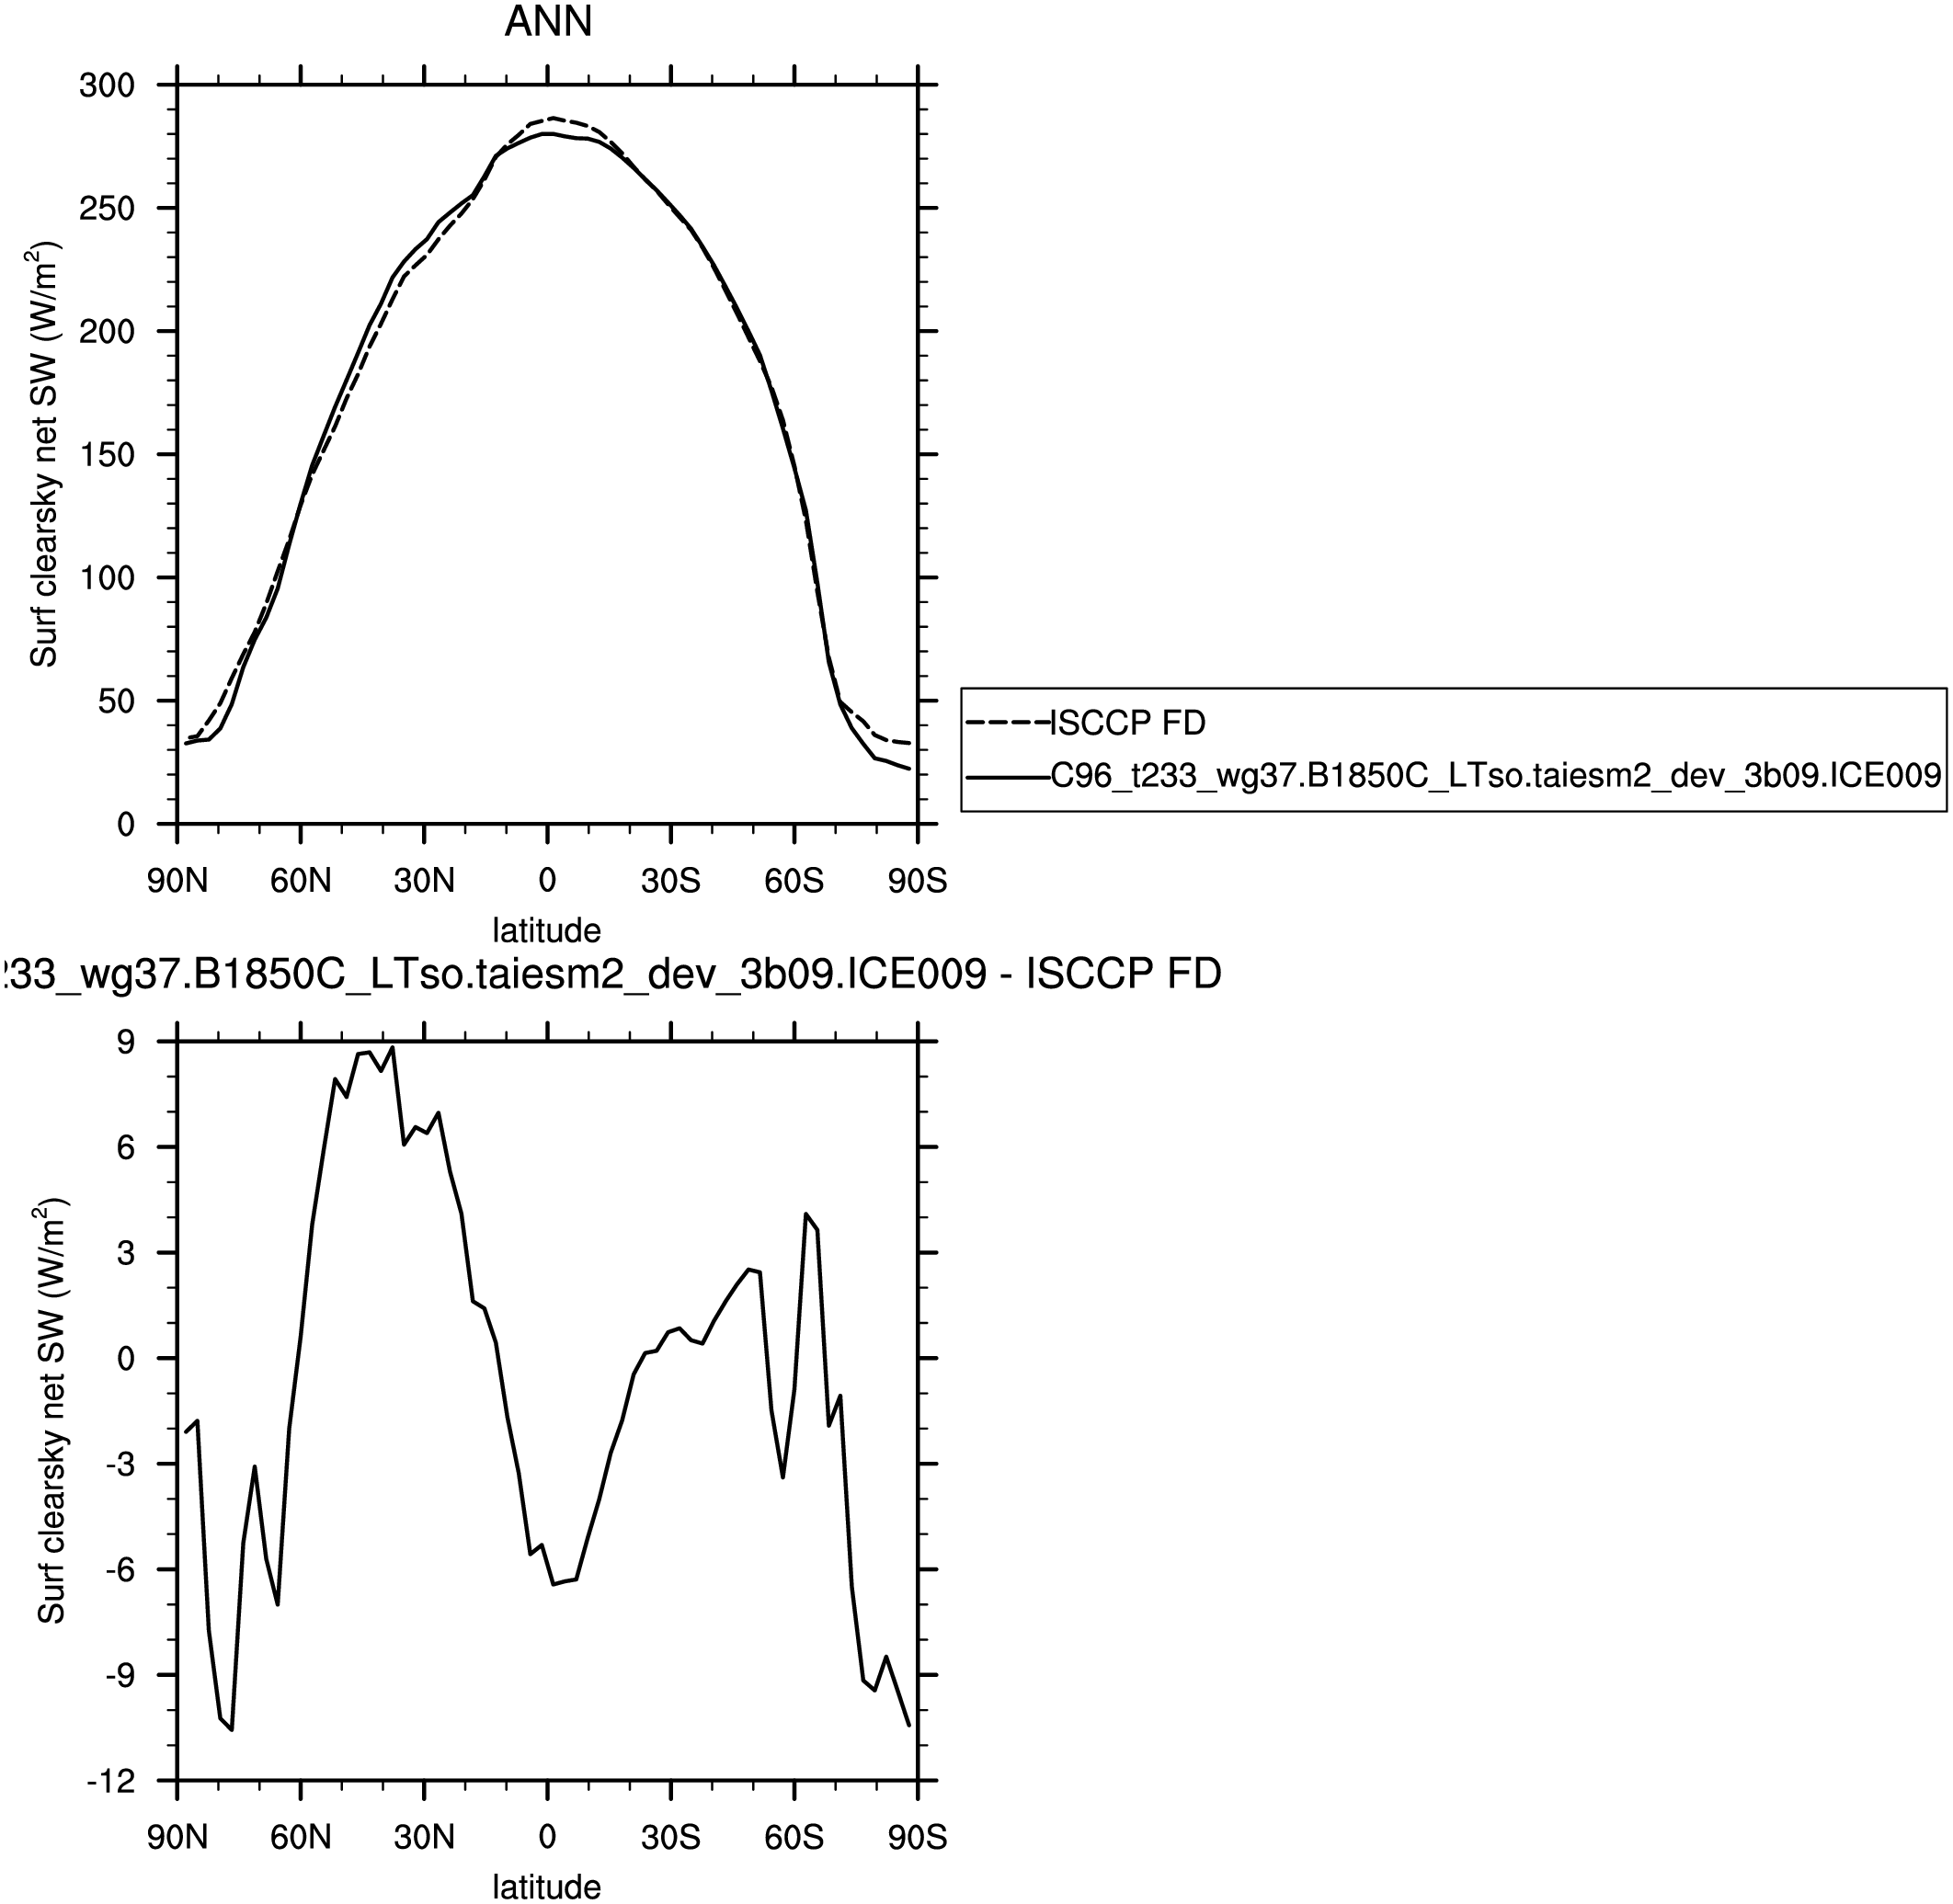 ANN
300
250
200
150
100
50
0
Surf clearsky net SW (W/m²)
90N 60N 30N 0 30S 60S 90S
latitude
ISCCP FD
C96_t233_wg37.B1850C_LTso.taiesm2_dev_3b09.ICE009
33_wg37.B1850C_LTso.taiesm2_dev_3b09.ICE009 - ISCCP FD
9
6
3
0
-3
-6
-9
-12
Surf clearsky net SW (W/m²)
90N 60N 30N 0 30S 60S 90S
latitude